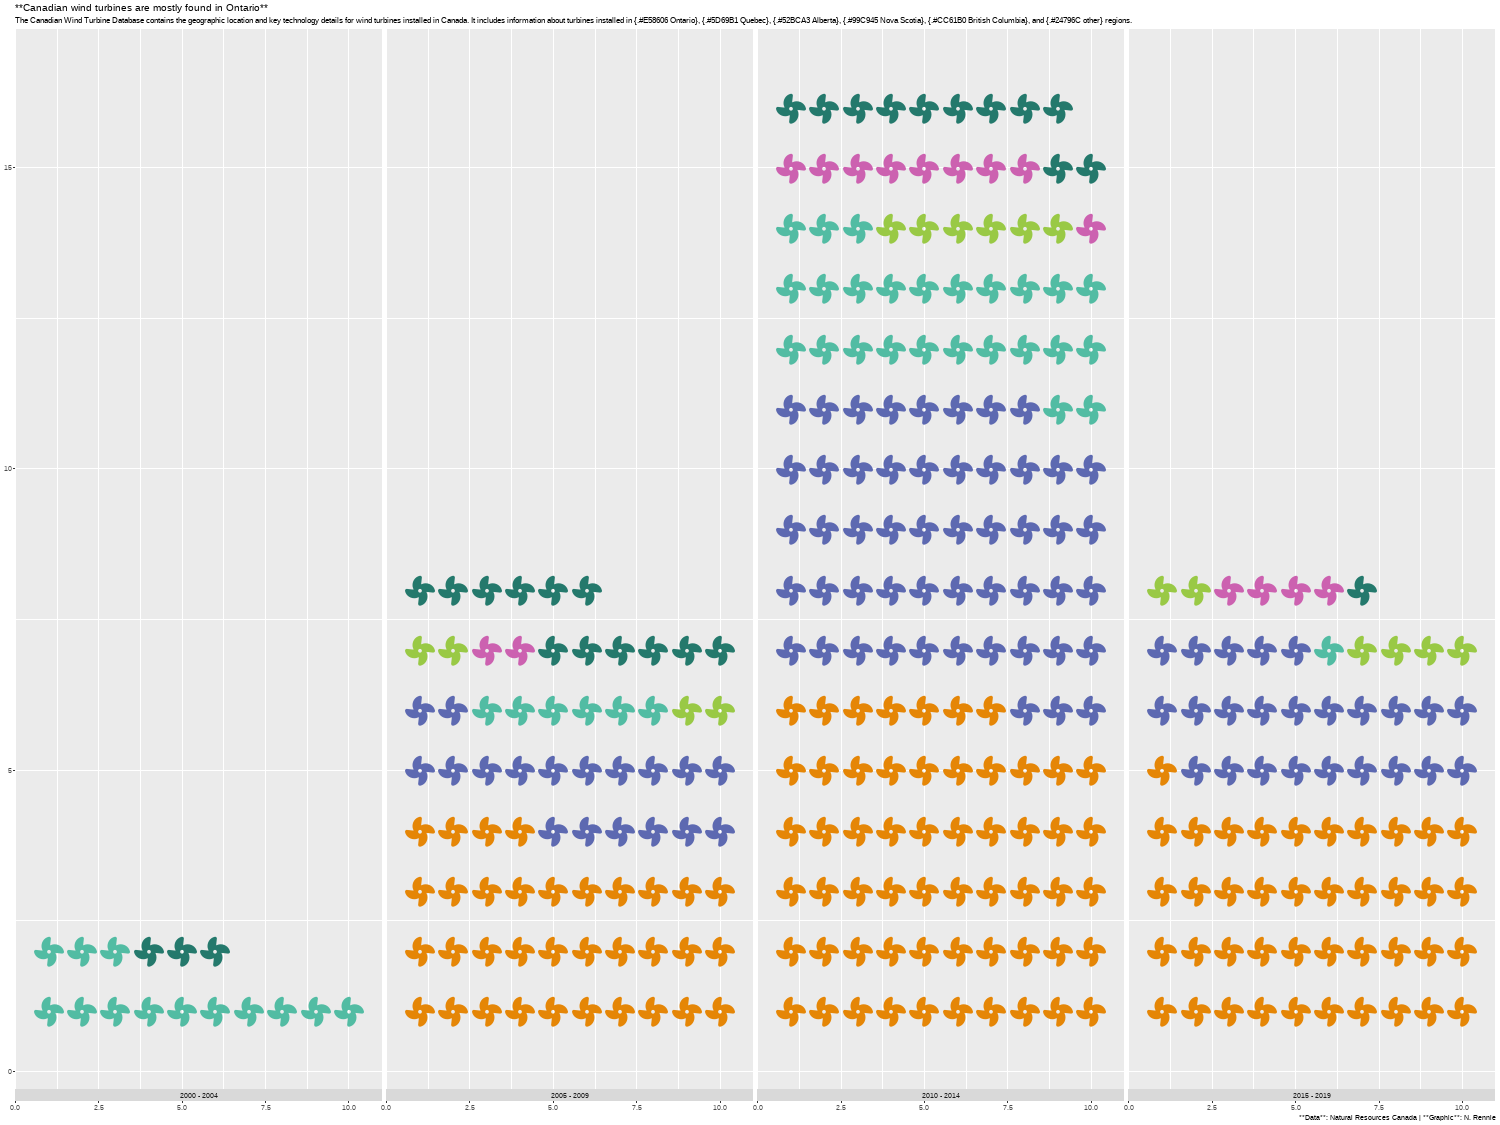 **Canadian wind turbines are mostly found in Ontario**
The Canadian Wind Turbine Database contains the geographic location and key technology details for wind turbines installed in Canada. It includes information about turbines installed in {.#E58606 Ontario}, {.#5D69B1 Quebec}, {.#52BCA3 Alberta}, {.#99C945 Nova Scotia}, {.#CC61B0 British Columbia}, and {.#24796C other} regions.
15
10
5
0
2000 - 2004 2005 - 2009 2010 - 2014 2015 - 2019
0.0 2.5 5.0 7.5 10.0 0.0 2.5 5.0 7.5 10.0 0.0 2.5 5.0 7.5 10.0 0.0 2.5 5.0 7.5 10.0
**Data**: Natural Resources Canada | **Graphic**: N. Rennie